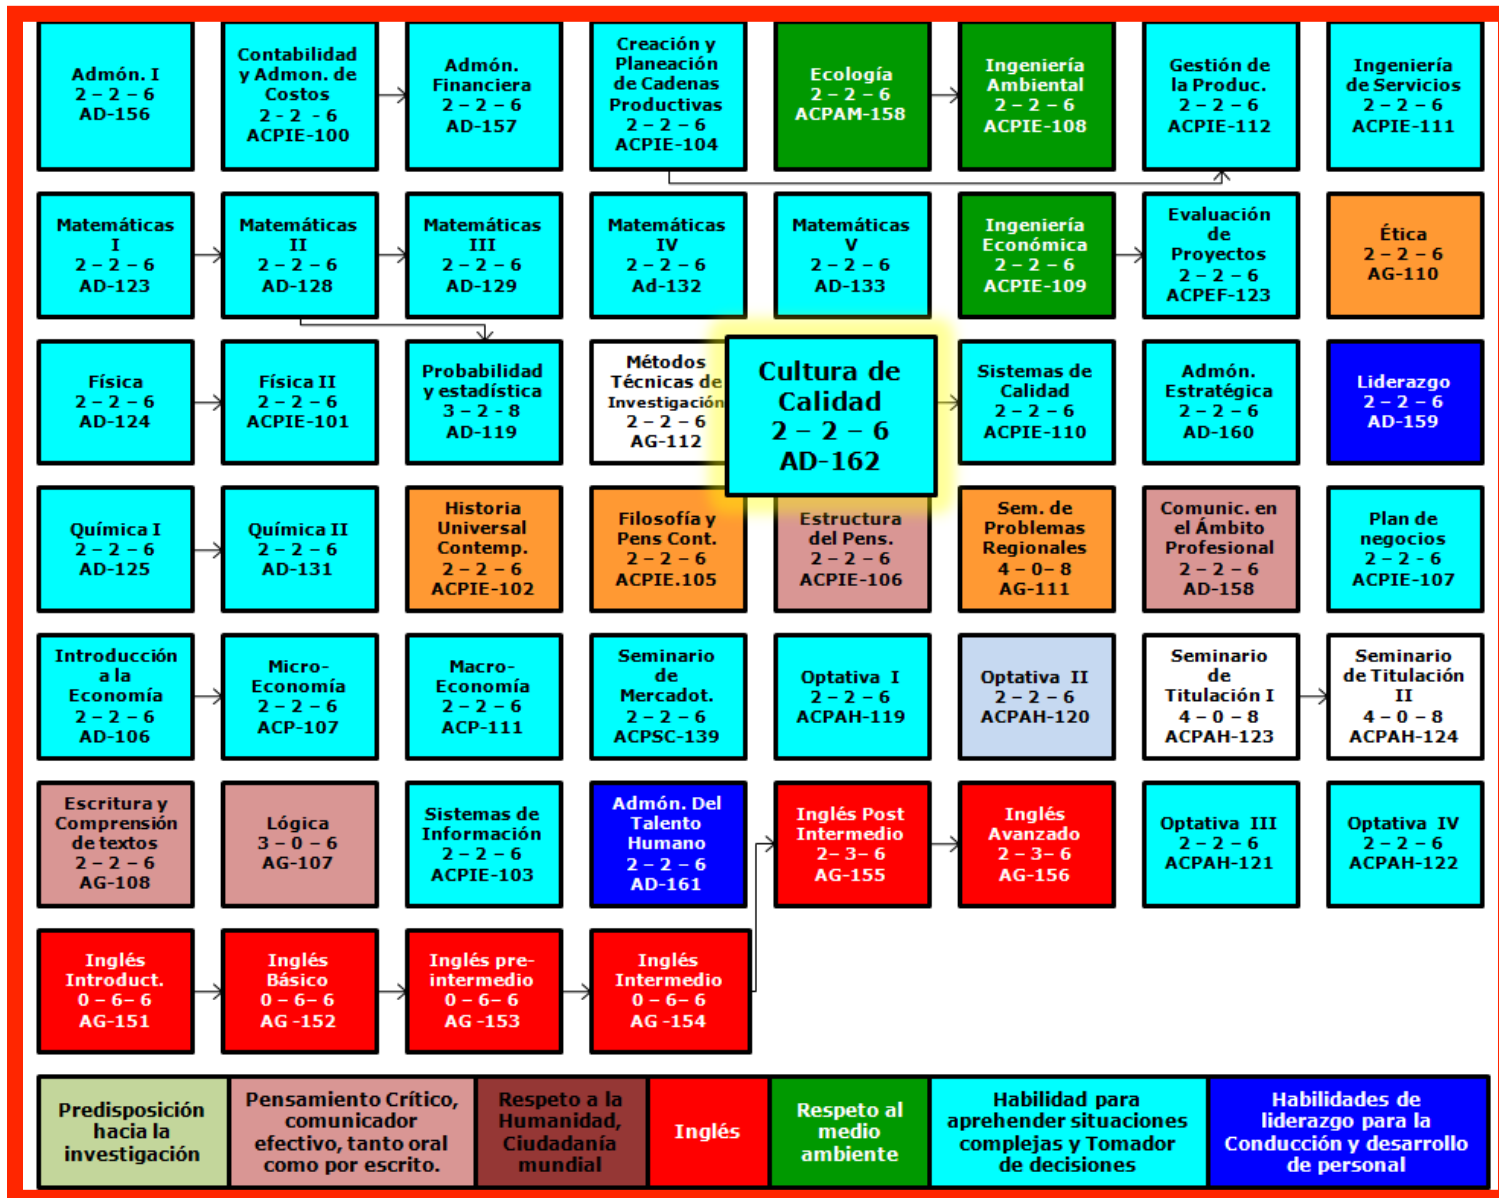 Admón. I
2 – 2 – 6
AD-156
Contabilidad
y Admon. de
Costos
2 - 2  - 6
ACPIE-100
Admón.
Financiera
2 – 2 – 6
AD-157
Creación y
Planeación
de Cadenas
Productivas
2 – 2 – 6
ACPIE-104
Ecología
2 – 2 – 6
ACPAM-158
Ingeniería
Ambiental
2 – 2 – 6
ACPIE-108
Gestión de
la Produc.
2 – 2 – 6
ACPIE-112
Ingeniería
de Servicios
2 – 2 – 6
ACPIE-111
Matemáticas
I
2 – 2 – 6
AD-123
Matemáticas
II
2 – 2 – 6
AD-128
Matemáticas
III
2 – 2 – 6
AD-129
Matemáticas
IV
2 – 2 – 6
Ad-132
Matemáticas
V
2 – 2 – 6
AD-133
Ingeniería
Económica
2 – 2 – 6
ACPIE-109
Evaluación
de
Proyectos
2 – 2 – 6
ACPEF-123
Ética
2 – 2 – 6
AG-110
Física
2 – 2 – 6
AD-124
Física II
2 – 2 – 6
ACPIE-101
Probabilidad
y estadística
3 – 2 – 8
AD-119
Métodos
Técnicas de
Investigación
2 – 2 – 6
AG-112
Cultura de
Calidad
2 – 2 – 6
AD-162
Sistemas de
Calidad
2 – 2 – 6
ACPIE-110
Admón.
Estratégica
2 – 2 – 6
AD-160
Liderazgo
2 – 2 – 6
AD-159
Química I
2 – 2 – 6
AD-125
Química II
2 – 2 – 6
AD-131
Historia
Universal
Contemp.
2 – 2 – 6
ACPIE-102
Filosofía y
Pens Cont.
2 – 2 – 6
ACPIE.105
Estructura
del Pens.
2 – 2 – 6
ACPIE-106
Sem. de
Problemas
Regionales
4 – 0– 8
AG-111
Comunic. en
el Ámbito
Profesional
2 – 2 – 6
AD-158
Plan de
negocios
2 – 2 – 6
ACPIE-107
Introducción
a la
Economía
2 – 2 – 6
AD-106
Micro-
Economía
2 – 2 – 6
ACP-107
Macro-
Economía
2 – 2 – 6
ACP-111
Seminario
de
Mercadot.
2 – 2 – 6
ACPSC-139
Optativa  I
2 – 2 – 6
ACPAH-119
Optativa  II
2 – 2 – 6
ACPAH-120
Seminario
de
Titulación I
4 – 0 – 8
ACPAH-123
Seminario
de Titulación
II
4 – 0 – 8
ACPAH-124
Escritura y
Comprensión
de textos
2 – 2 – 6
AG-108
Lógica
3 – 0 – 6
AG-107
Sistemas de
Información
2 – 2 – 6
ACPIE-103
Admón. Del
Talento
Humano
2 – 2 – 6
AD-161
Inglés Post
Intermedio
2– 3– 6
AG-155
Inglés
Avanzado
2 – 3– 6
AG-156
Optativa  III
2 – 2 – 6
ACPAH-121
Optativa  IV
2 – 2 – 6
ACPAH-122
Inglés
Introduct.
0 – 6– 6
AG-151
Inglés
Básico
0 – 6– 6
AG -152
Inglés pre-
intermedio
0 – 6– 6
AG -153
Inglés
Intermedio
0 – 6– 6
AG -154
Predisposición
hacia la
investigación
Pensamiento Crítico,
comunicador
efectivo, tanto oral
como por escrito.
Respeto a la
Humanidad,
Ciudadanía
mundial
Inglés
Respeto al
medio
ambiente
Habilidad para
aprehender situaciones
complejas y Tomador
de decisiones
Habilidades de
liderazgo para la
Conducción y desarrollo
de personal